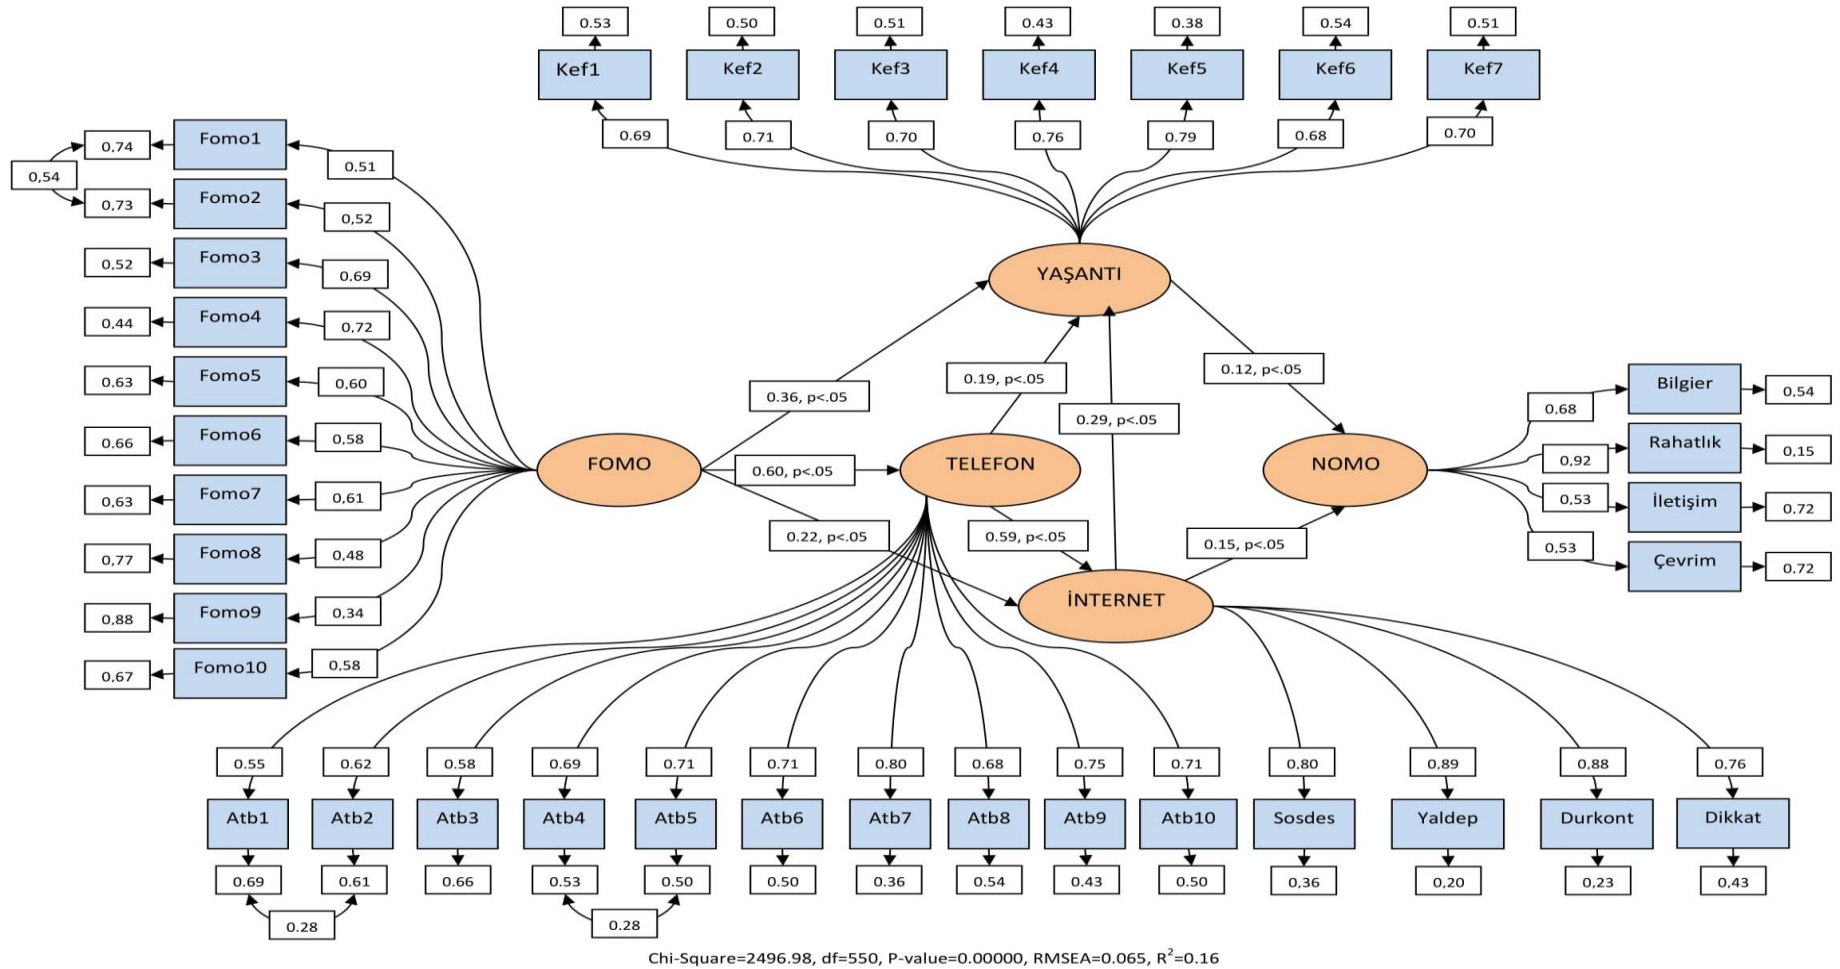 0.53 0.50 0.51 0.43 0.38 0.54 0.51
Kef1 Kef2 Kef3 Kef4 Kef5 Kef6 Kef7
0.69 0.71 0.70 0.76 0.79 0.68 0.70
0,74 Fomo1 0,51
0,54
0,73 Fomo2 0,52
0,52 Fomo3 0,69
0,44 Fomo4 0,72
0,63 Fomo5 0,60
0,66 Fomo6 0,58
0,63 Fomo7 0,61
0,77 Fomo8 0,48
0,88 Fomo9 0,34
0,67 Fomo10 0,58
YAŞANTI
0.36, p<.05
0.19, p<.05
0.29, p<.05
0.12, p<.05
FOMO
0.60, p<.05
TELEFON
NOMO
0.22, p<.05
0.59, p<.05
0.15, p<.05
İNTERNET
0,68 Bilgier 0,54
0,92 Rahatlık 0,15
0,53 İletişim 0.72
0,53 Çevrim 0,72
0.55 0.62 0.58 0.69 0.71 0.71 0.80 0.68 0.75 0.71 0,80 0,89 0,88 0,76
Atb1 Atb2 Atb3 Atb4 Atb5 Atb6 Atb7 Atb8 Atb9 Atb10 Sosdes Yaldep Durkont Dikkat
0.69 0.61 0.66 0.53 0.50 0.50 0.36 0.54 0.43 0.50 0,36 0,20 0,23 0,43
0.28 0.28
Chi-Square=2496.98, df=550, P-value=0.00000, RMSEA=0.065, R²=0.16